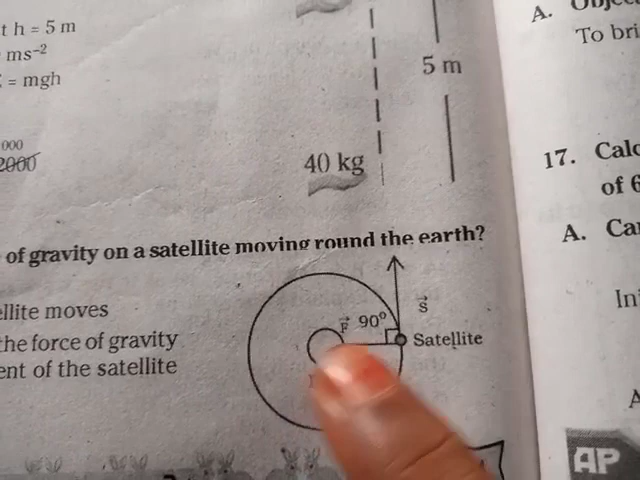 t h = 5 m
ms⁻²
= mgh
000
2000
5 m
40 kg
of gravity on a satellite moving round the earth?
ellite moves
the force of gravity
ent of the satellite
F⃗ 90°
s⃗
Satellite
A.
To bri
17. Calc
of 6
A. Ca
In
A
AP